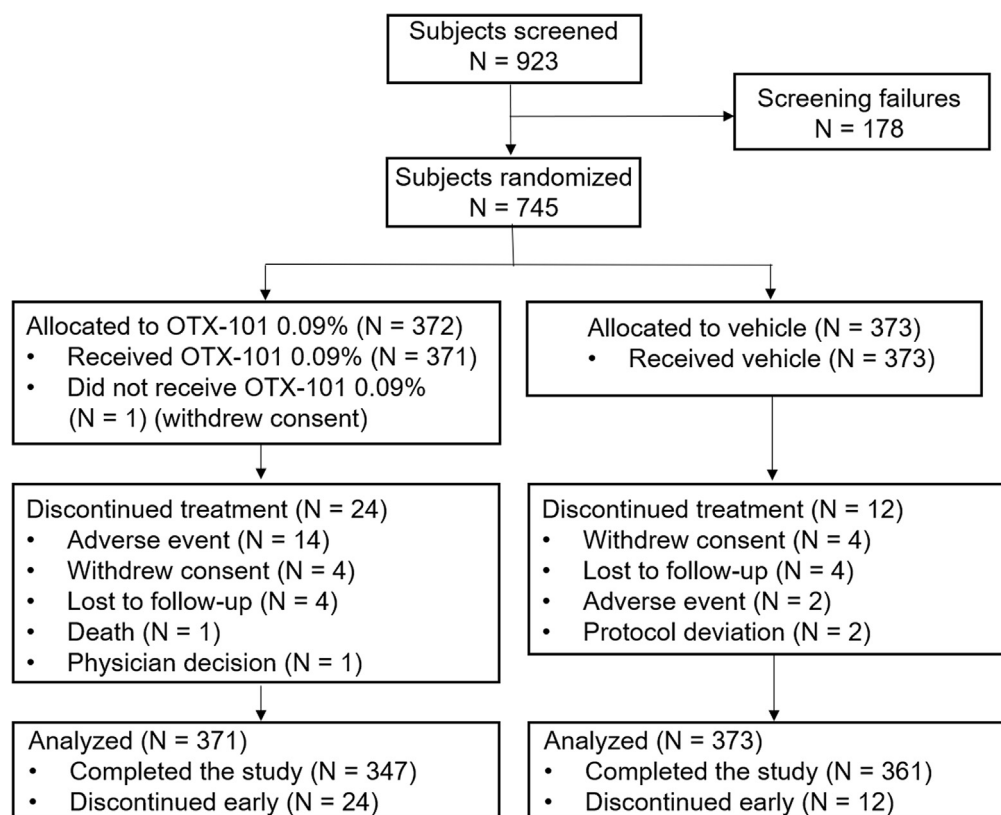 Subjects screened
N = 923
Screening failures
N = 178
Subjects randomized
N = 745
Allocated to OTX-101 0.09% (N = 372)
• Received OTX-101 0.09% (N = 371)
• Did not receive OTX-101 0.09%
(N = 1) (withdrew consent)
Allocated to vehicle (N = 373)
• Received vehicle (N = 373)
Discontinued treatment (N = 24)
• Adverse event (N = 14)
• Withdrew consent (N = 4)
• Lost to follow-up (N = 4)
• Death (N = 1)
• Physician decision (N = 1)
Discontinued treatment (N = 12)
• Withdrew consent (N = 4)
• Lost to follow-up (N = 4)
• Adverse event (N = 2)
• Protocol deviation (N = 2)
Analyzed (N = 371)
• Completed the study (N = 347)
• Discontinued early (N = 24)
Analyzed (N = 373)
• Completed the study (N = 361)
• Discontinued early (N = 12)